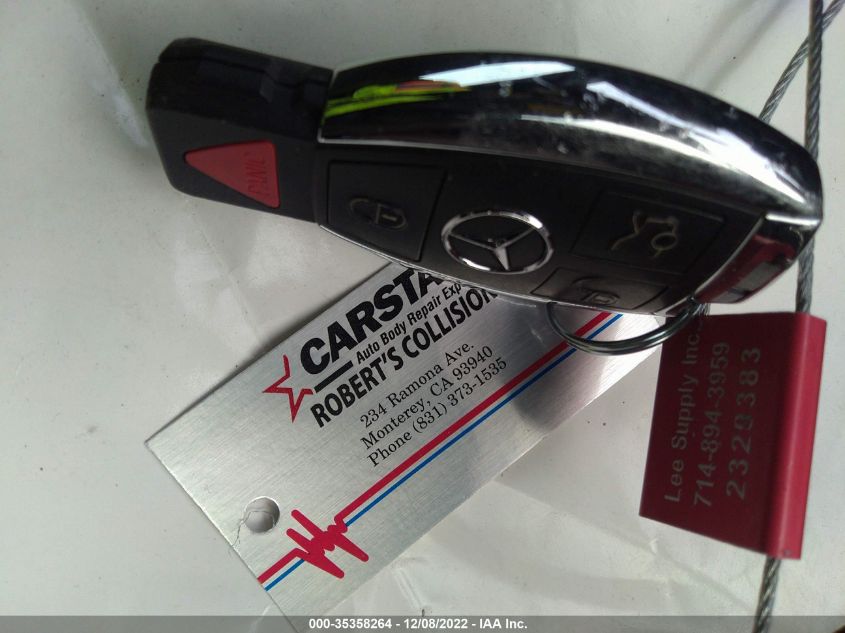 PANIC
CARSTA
Auto Body Repair Exp
ROBERT'S COLLISION
234 Ramona Ave.
Monterey, CA 93940
Phone (831) 373-1535
Lee Supply Inc.
714-894-3959
2329383
000-35358264 - 12/08/2022 - IAA Inc.